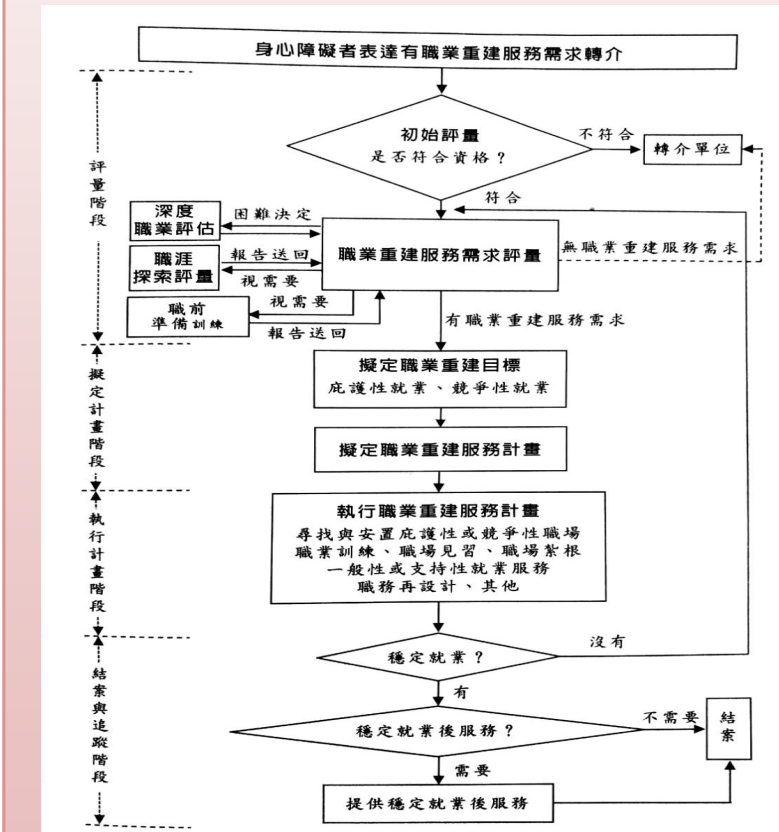 身心障礙者表達有職業重建服務需求轉介
初始評量
是否符合資格？
不符合
轉介單位
符合
評量階段
深度
職業評估
困難決定
職業重建服務需求評量
無職業重建服務需求
職涯
探索評量
報告送回
視需要
職前
準備訓練
視需要
報告送回
有職業重建服務需求
擬定計畫階段
擬定職業重建目標
庇護性就業、競爭性就業
擬定職業重建服務計畫
執行計畫階段
執行職業重建服務計畫
尋找與安置庇護性或競爭性職場
職業訓練、職場見習、職場紮根
一般性或支持性就業服務
職務再設計、其他
結案與追蹤階段
穩定就業？
沒有
有
穩定就業後服務？
不需要
結案
需要
提供穩定就業後服務